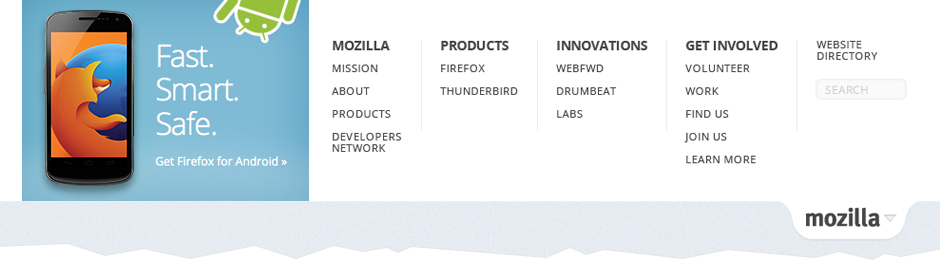 Fast.
Smart.
Safe.
Get Firefox for Android »
MOZILLA
MISSION
ABOUT
PRODUCTS
DEVELOPERS
NETWORK
PRODUCTS
FIREFOX
THUNDERBIRD
INNOVATIONS
WEBFWD
DRUMBEAT
LABS
GET INVOLVED
VOLUNTEER
WORK
FIND US
JOIN US
LEARN MORE
WEBSITE
DIRECTORY
SEARCH
mozilla